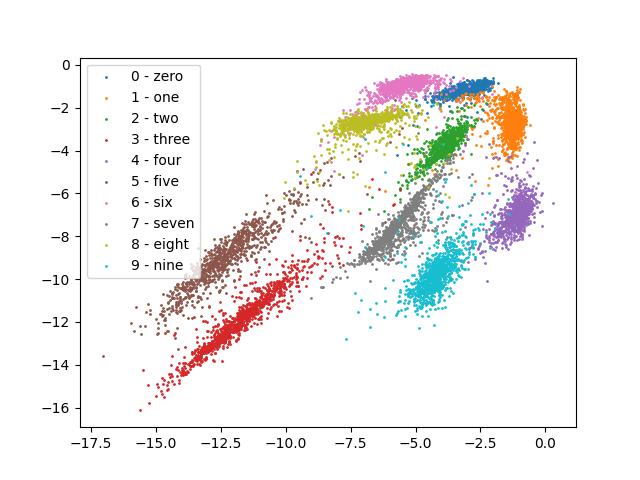 0
−2
−4
−6
−8
−10
−12
−14
−16
0 - zero
1 - one
2 - two
3 - three
4 - four
5 - five
6 - six
7 - seven
8 - eight
9 - nine
−17.5 −15.0 −12.5 −10.0 −7.5 −5.0 −2.5 0.0